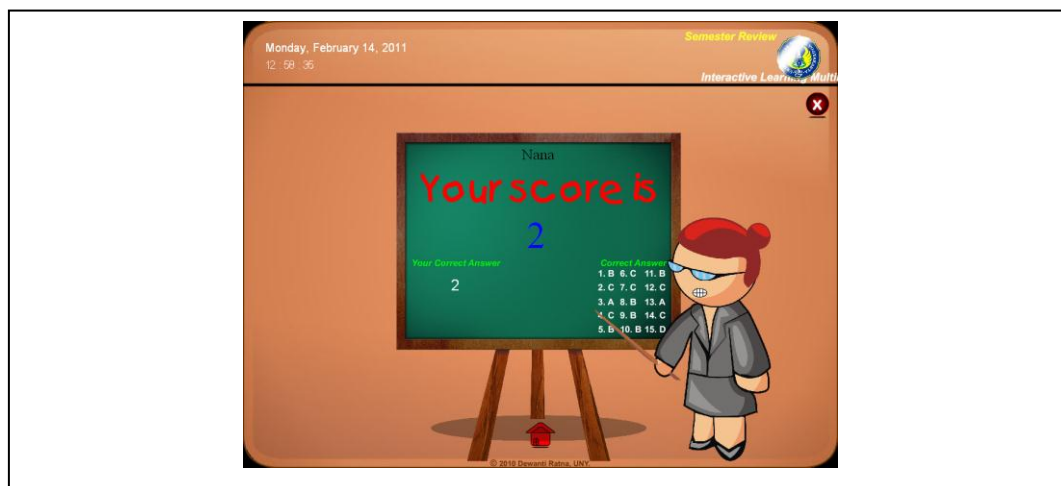 Monday, February 14, 2011
12 : 58 : 35
Semester Review
Interactive Learning Multi
X
Nana
Your score is
2
Your Correct Answer
2
Correct Answer
1. B 6. C 11. B
2. C 7. C 12. C
3. A 8. B 13. A
4. C 9. B 14. C
5. B 10. B 15. D
© 2010 Dewanti Ratna, UNY.